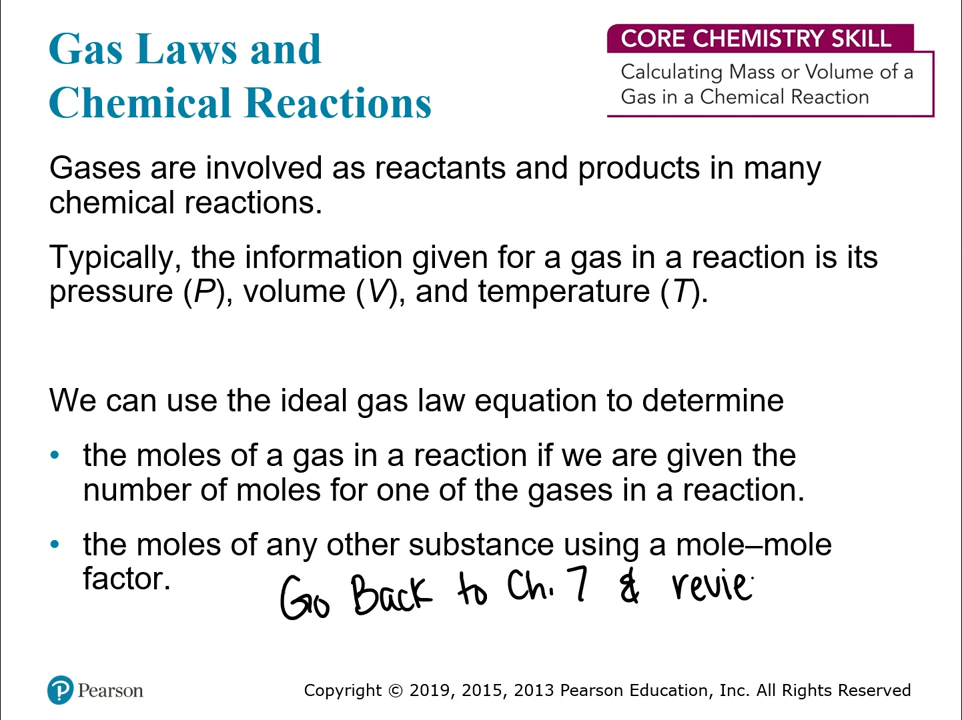 Gas Laws and
Chemical Reactions
CORE CHEMISTRY SKILL
Calculating Mass or Volume of a
Gas in a Chemical Reaction
Gases are involved as reactants and products in many
chemical reactions.
Typically, the information given for a gas in a reaction is its
pressure (P), volume (V), and temperature (T).
We can use the ideal gas law equation to determine
• the moles of a gas in a reaction if we are given the
number of moles for one of the gases in a reaction.
• the moles of any other substance using a mole–mole
factor.
Go Back to Ch. 7 & revie
Pearson
Copyright © 2019, 2015, 2013 Pearson Education, Inc. All Rights Reserved